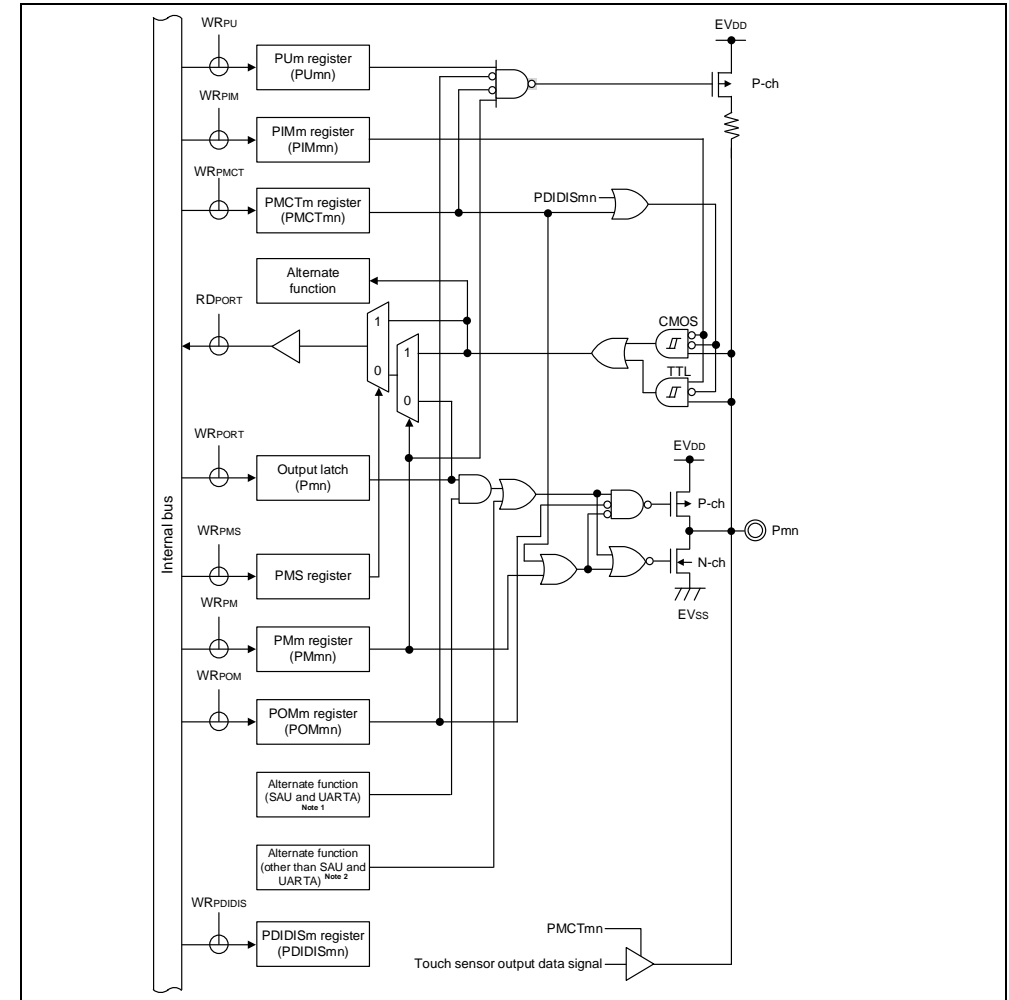 WRPU
PUm register
(PUmn)
EVDD
P-ch
WRPIM
PIMm register
(PIMmn)
WRPMCT
PMCTm register
(PMCTmn)
PDIDISmn
Alternate
function
RDPORT
1
0
1
0
CMOS
TTL
WRPORT
Output latch
(Pmn)
EVDD
P-ch
Pmn
N-ch
EVSS
Internal bus
WRPMS
PMS register
WRPM
PMm register
(PMmn)
WRPOM
POMm register
(POMmn)
Alternate function
(SAU and UARTA)
Note 1
Alternate function
(other than SAU and
UARTA) Note 2
WRPDIDIS
PDIDISm register
(PDIDISmn)
PMCTmn
Touch sensor output data signal